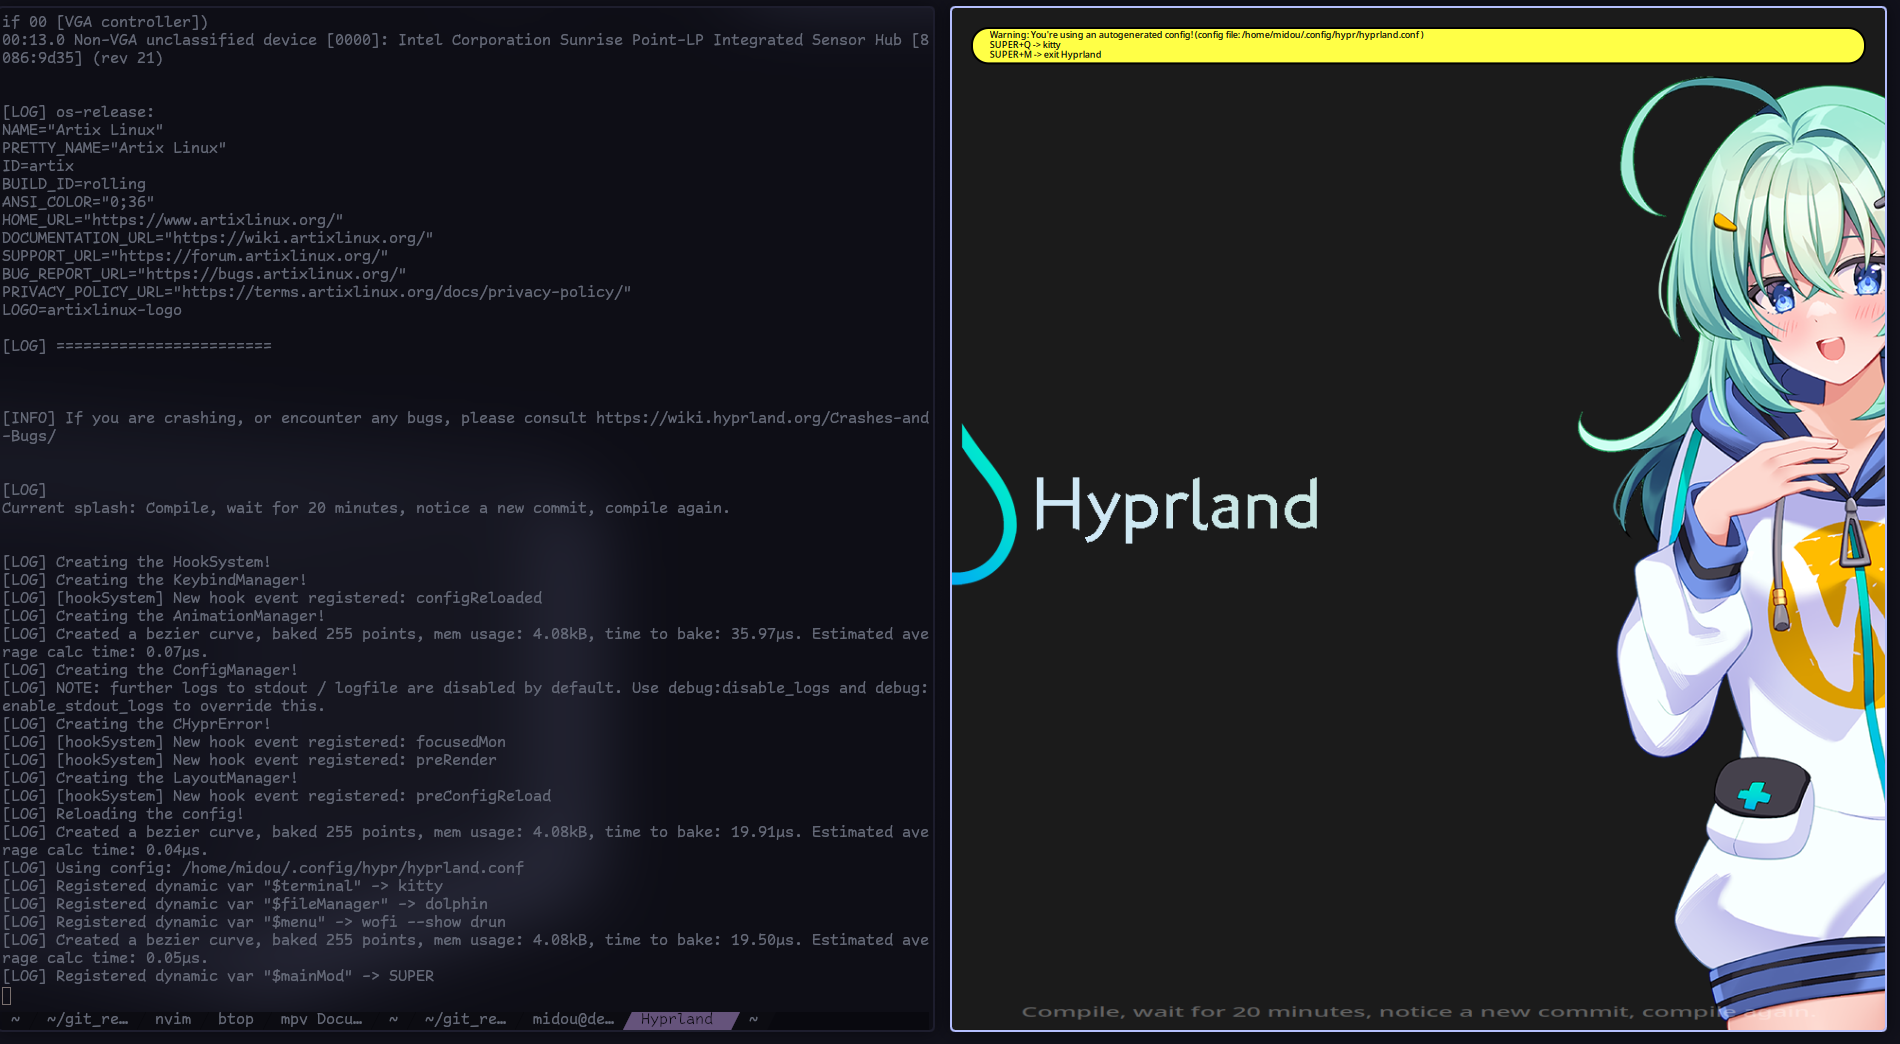 if 00 [VGA controller])
00:13.0 Non-VGA unclassified device [0000]: Intel Corporation Sunrise Point-LP Integrated Sensor Hub [8
086:9d35] (rev 21)
[LOG] os-release:
NAME="Artix Linux"
PRETTY_NAME="Artix Linux"
ID=artix
BUILD_ID=rolling
ANSI_COLOR="0;36"
HOME_URL="https://www.artixlinux.org/"
DOCUMENTATION_URL="https://wiki.artixlinux.org/"
SUPPORT_URL="https://forum.artixlinux.org/"
BUG_REPORT_URL="https://bugs.artixlinux.org/"
PRIVACY_POLICY_URL="https://terms.artixlinux.org/docs/privacy-policy/"
LOGO=artixlinux-logo
[LOG] ========================
[INFO] If you are crashing, or encounter any bugs, please consult https://wiki.hyprland.org/Crashes-and
-Bugs/
[LOG]
Current splash: Compile, wait for 20 minutes, notice a new commit, compile again.
[LOG] Creating the HookSystem!
[LOG] Creating the KeybindManager!
[LOG] [hookSystem] New hook event registered: configReloaded
[LOG] Creating the AnimationManager!
[LOG] Created a bezier curve, baked 255 points, mem usage: 4.08kB, time to bake: 35.97µs. Estimated ave
rage calc time: 0.07µs.
[LOG] Creating the ConfigManager!
[LOG] NOTE: further logs to stdout / logfile are disabled by default. Use debug:disable_logs and debug:
enable_stdout_logs to override this.
[LOG] Creating the CHyprError!
[LOG] [hookSystem] New hook event registered: focusedMon
[LOG] [hookSystem] New hook event registered: preRender
[LOG] Creating the LayoutManager!
[LOG] [hookSystem] New hook event registered: preConfigReload
[LOG] Reloading the config!
[LOG] Created a bezier curve, baked 255 points, mem usage: 4.08kB, time to bake: 19.91µs. Estimated ave
rage calc time: 0.04µs.
[LOG] Using config: /home/midou/.config/hypr/hyprland.conf
[LOG] Registered dynamic var "$terminal" -> kitty
[LOG] Registered dynamic var "$fileManager" -> dolphin
[LOG] Registered dynamic var "$menu" -> wofi --show drun
[LOG] Created a bezier curve, baked 255 points, mem usage: 4.08kB, time to bake: 19.50µs. Estimated ave
rage calc time: 0.05µs.
[LOG] Registered dynamic var "$mainMod" -> SUPER
~ ~/git_re… nvim btop mpv Docu… ~ ~/git_re… midou@de… Hyprland ~
Warning: You're using an autogenerated config! (config file: /home/midou/.config/hypr/hyprland.conf )
SUPER+Q -> kitty
SUPER+M -> exit Hyprland
Hyprland
Compile, wait for 20 minutes, notice a new commit, compile again.